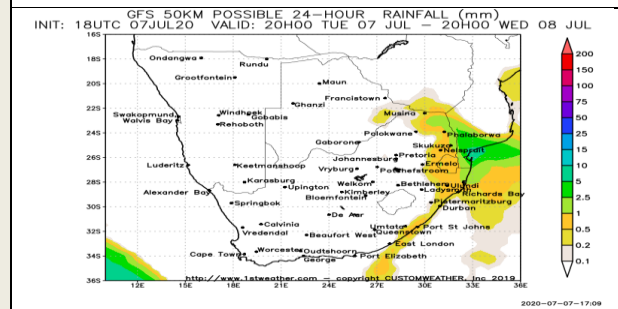 GFS 50KM POSSIBLE 24-HOUR RAINFALL (mm)
INIT: 18UTC 07JUL20 VALID: 20H00 TUE 07 JUL - 20H00 WED 08 JUL
16S
18S
20S
22S
24S
26S
28S
30S
32S
34S
36S
Ondangwa
Rundu
Grootfontein
Maun
Francistown
Ghanzi
Musina
Swakopmund
Windhoek
Gobabis
Walvis Bay
Rehoboth
Polokwane
Phalaborwa
Gaborone
Skukuza
Nelspruit
Pretoria
Johannesburg
Luderitz
Keetmanshoop
Vryburg
Potchefstroom
Ermelo
Karasburg
Welkom
Bethlehem
Ulundi
Alexander Bay
Upington
Kimberley
Ladysmith
Richards Bay
Bloemfontein
Springbok
Pietermaritzburg
Durban
De Aar
Calvinia
Umtata
Port St Johns
Vredendal
Beaufort West
Queenstown
East London
Cape Town
Worcester
Oudtshoorn
George
Port Elizabeth
http://www.1stweather.com - copyright CUSTOMWEATHER, Inc 2019
12E 15E 18E 21E 24E 27E 30E 33E 36E
200
150
100
75
50
25
15
10
5
2.5
1
0.5
0.2
0.1
2020-07-07-17:09